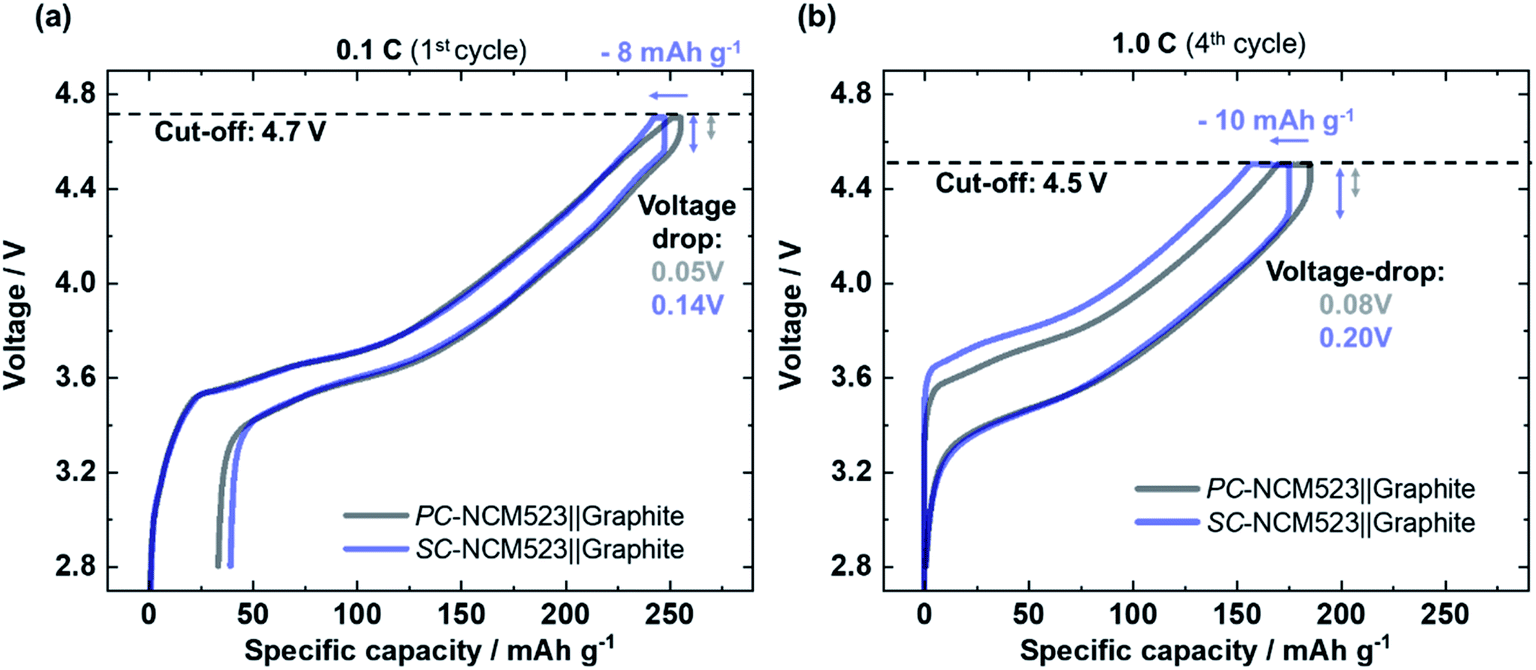 (a)
0.1 C (1st cycle)
- 8 mAh g-1
Cut-off: 4.7 V
Voltage
drop:
0.05V
0.14V
PC-NCM523||Graphite
SC-NCM523||Graphite
4.8
4.4
4.0
3.6
3.2
2.8
Voltage / V
0 50 100 150 200 250
Specific capacity / mAh g-1
(b)
1.0 C (4th cycle)
- 10 mAh g-1
Cut-off: 4.5 V
Voltage-drop:
0.08V
0.20V
PC-NCM523||Graphite
SC-NCM523||Graphite
4.8
4.4
4.0
3.6
3.2
2.8
Voltage / V
0 50 100 150 200 250
Specific capacity / mAh g-1